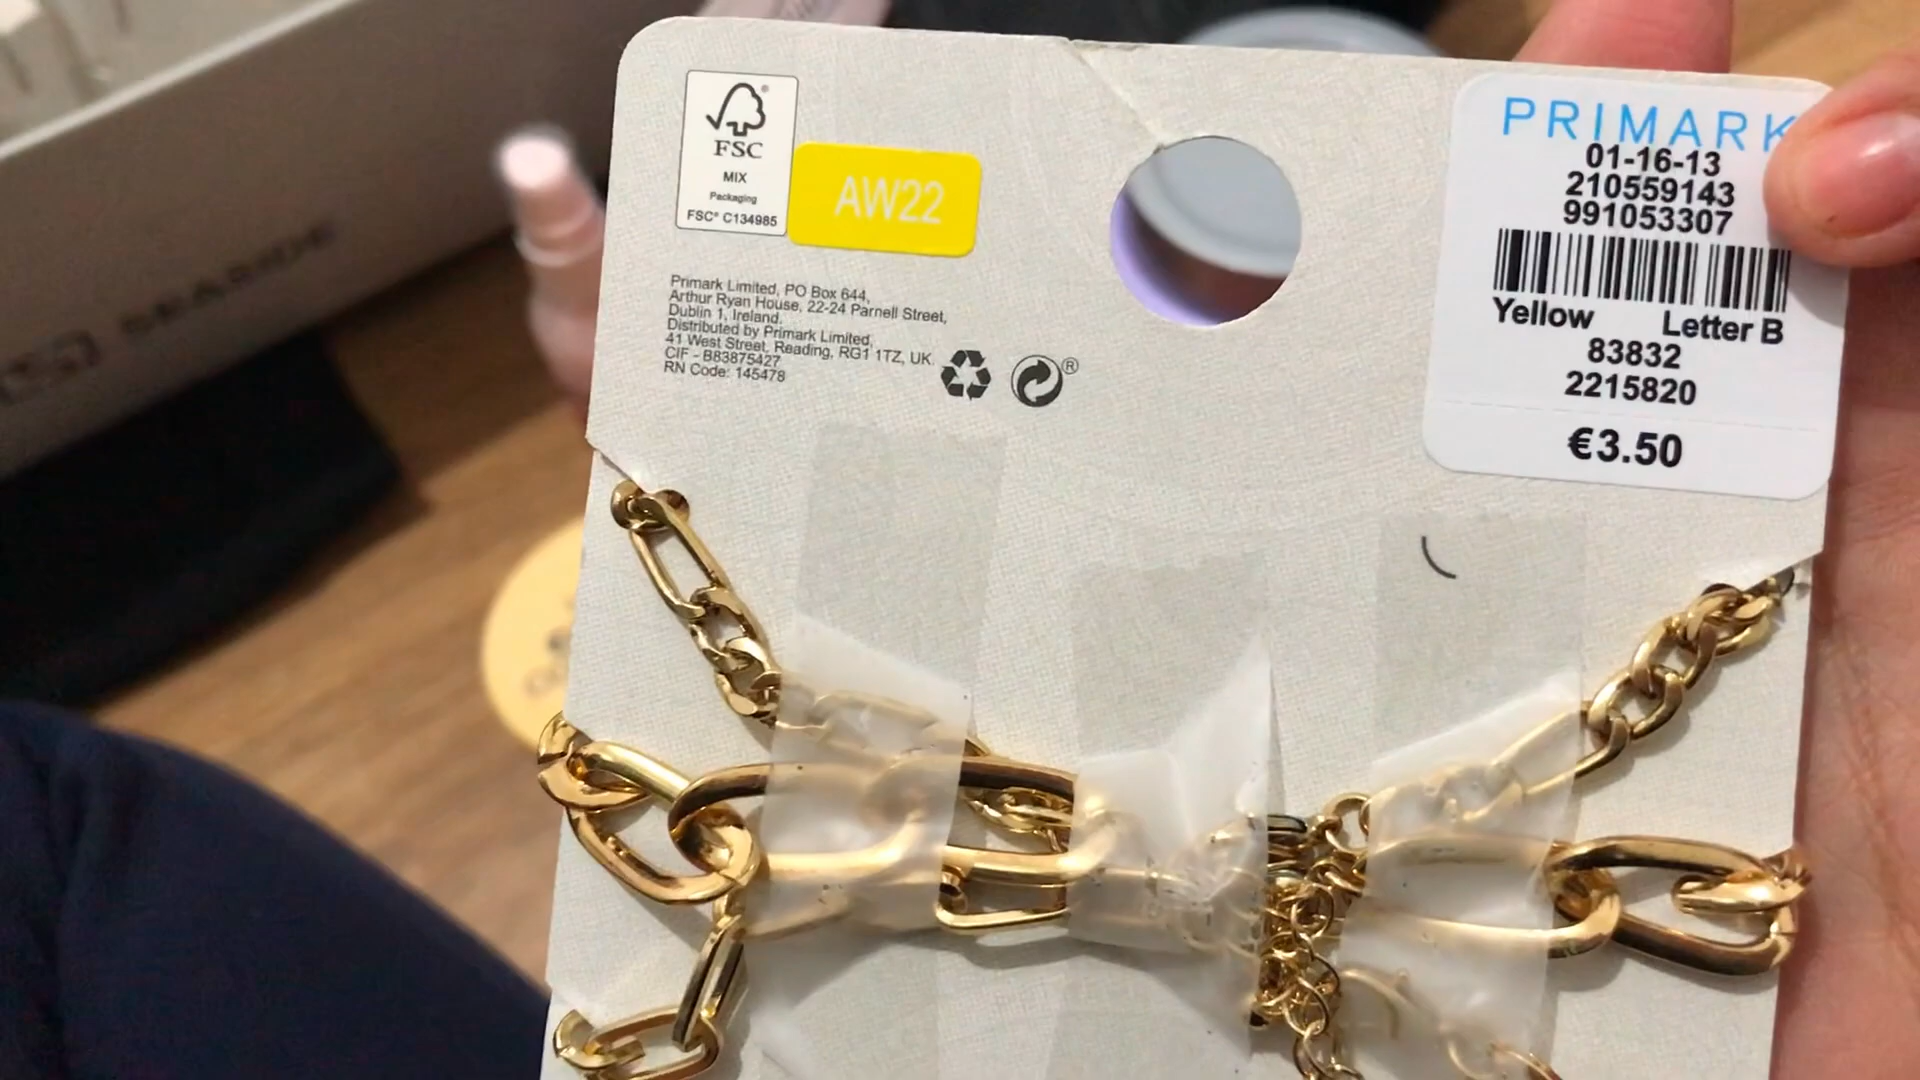 FSC
MIX
Packaging
FSC® C134985
AW22
Primark Limited, PO Box 644,
Arthur Ryan House, 22-24 Parnell Street,
Dublin 1, Ireland.
Distributed by Primark Limited,
41 West Street, Reading, RG1 1TZ, UK.
CIF - B83875427
RN Code: 145478
PRIMARK
01-16-13
210559143
991053307
Yellow Letter B
83832
2215820
€3.50
SEASIDE